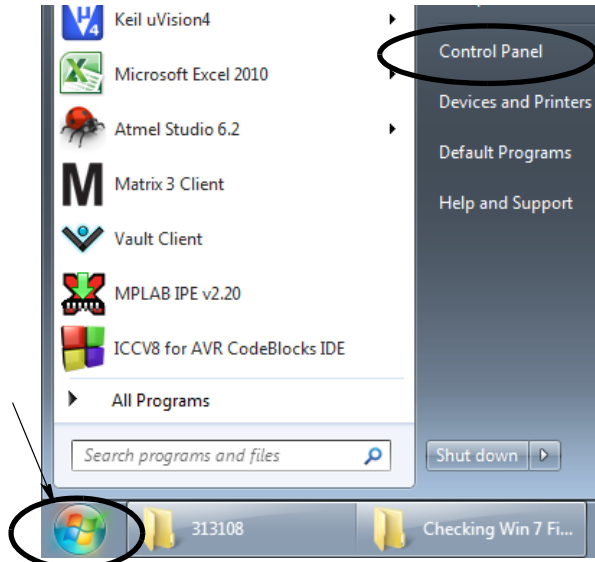 Keil uVision4
Microsoft Excel 2010
Atmel Studio 6.2
Matrix 3 Client
Vault Client
MPLAB IPE v2.20
ICCV8 for AVR CodeBlocks IDE
All Programs
Search programs and files
Control Panel
Devices and Printers
Default Programs
Help and Support
Shut down
313108
Checking Win 7 Fi...